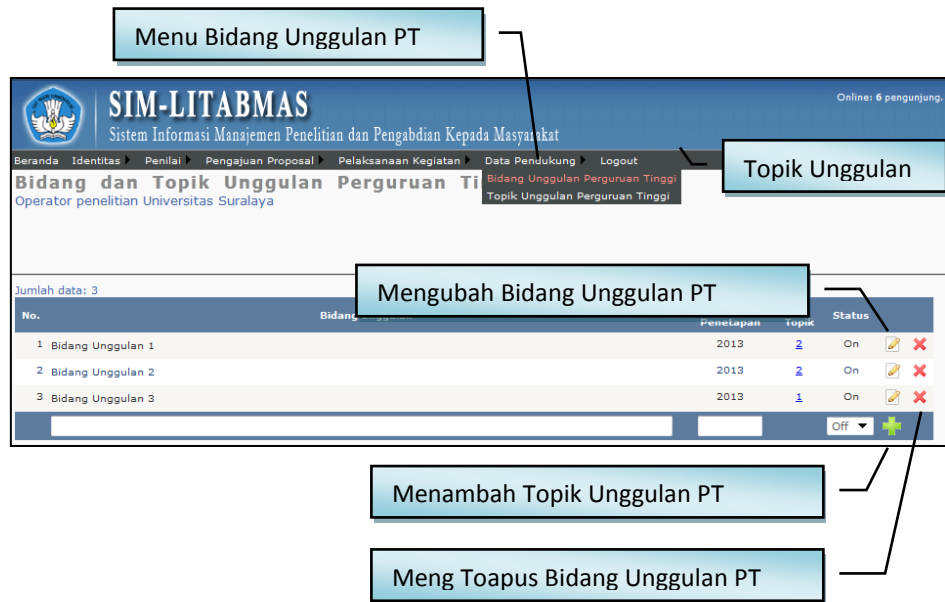 Menu Bidang Unggulan PT
SIM-LITABMAS
Online: 6 pengunjung.
Sistem Informasi Manajemen Penelitian dan Pengabdian Kepada Masyarakat
Beranda Identitas Penilai Pengajuan Proposal Pelaksanaan Kegiatan Data Pendukung Logout
Topik Unggulan
Bidang dan Topik Unggulan Perguruan Ti
Bidang Unggulan Perguruan Tinggi
Operator penelitian Universitas Suralaya
Topik Unggulan Perguruan Tinggi
Jumlah data: 3
Mengubah Bidang Unggulan PT
No. Bidang Unggulan Penetapan Topik Status
1 Bidang Unggulan 1 2013 2 On
2 Bidang Unggulan 2 2013 2 On
3 Bidang Unggulan 3 2013 1 On
Off
Menambah Topik Unggulan PT
Meng Toapus Bidang Unggulan PT